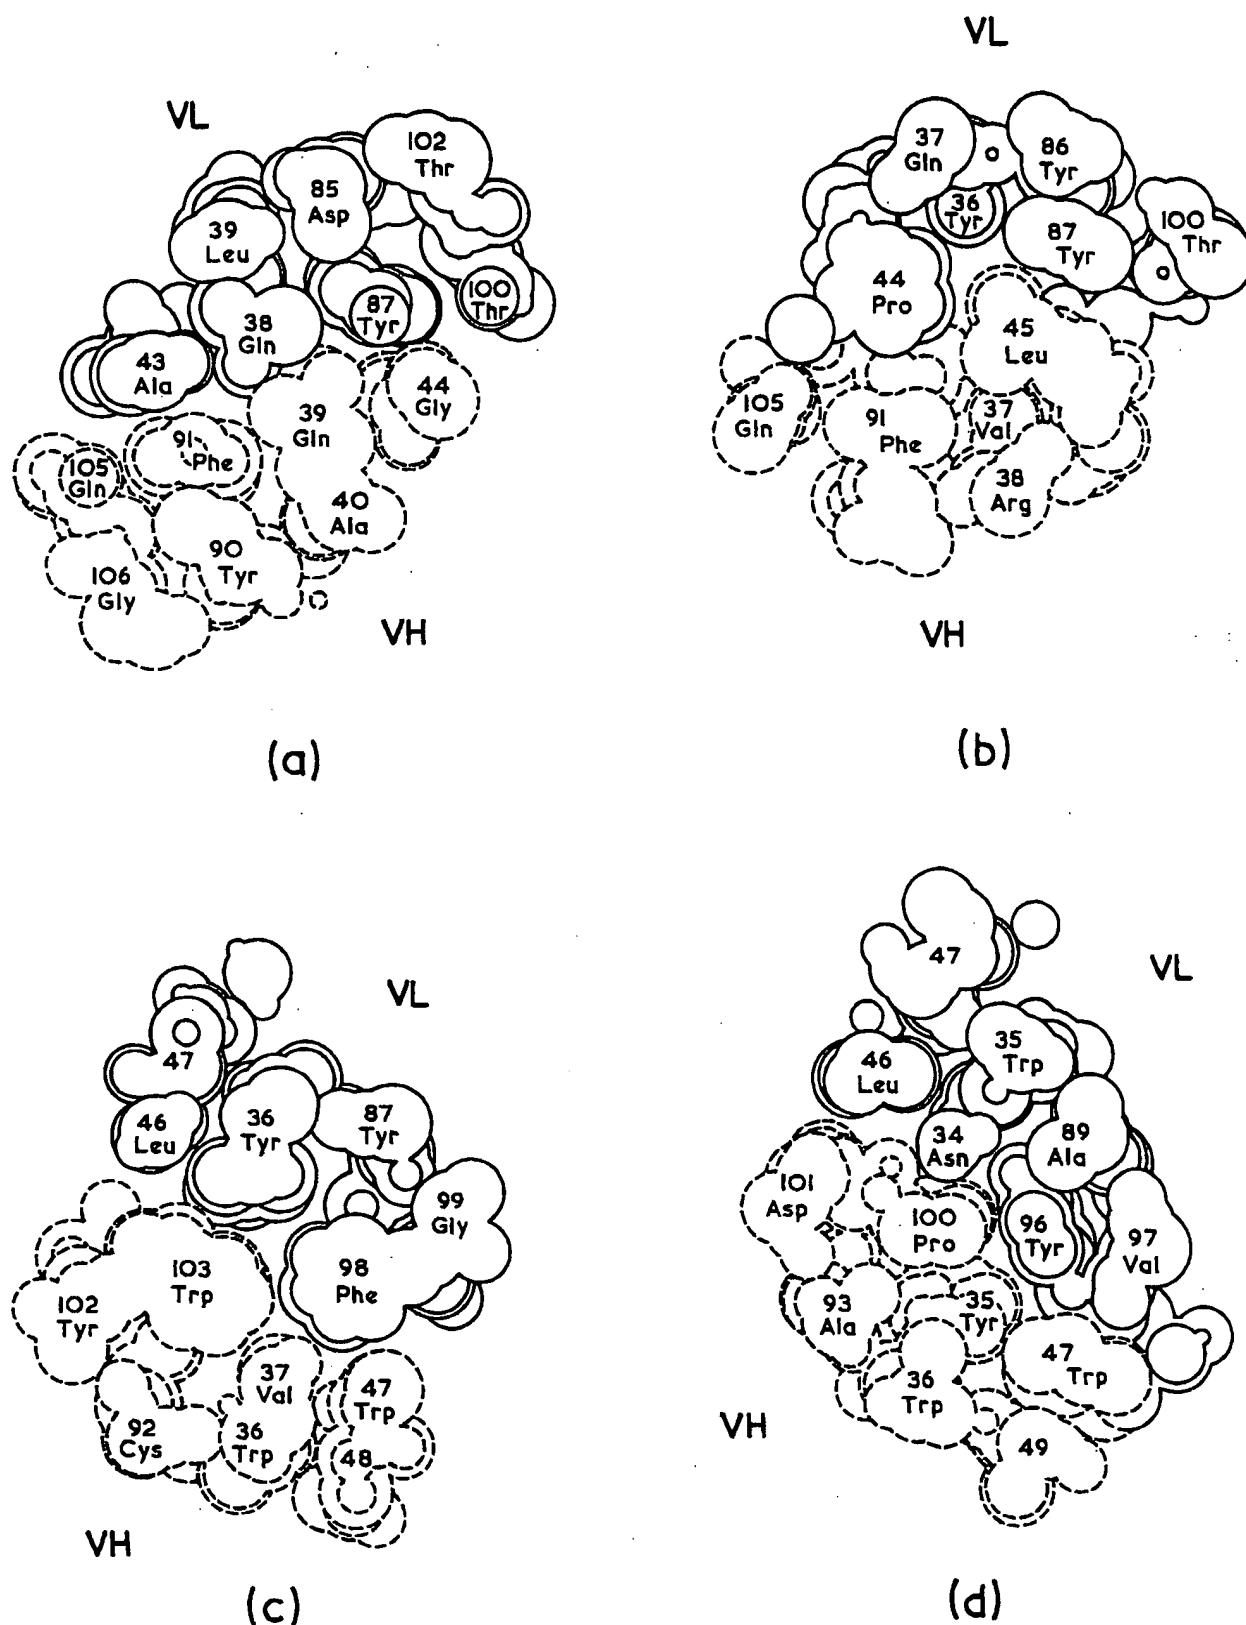 VL
102
Thr
85
Asp
39
Leu
100
Thr
87
Tyr
38
Gln
43
Ala
44
Gly
39
Gln
91
Phe
105
Gln
40
Ala
90
Tyr
106
Gly
VH
(a)
VL
37
Gln
86
Tyr
36
Tyr
100
Thr
87
Tyr
44
Pro
45
Leu
105
Gln
91
Phe
37
Val
38
Arg
VH
(b)
VL
47
46
Leu
36
Tyr
87
Tyr
99
Gly
103
Trp
98
Phe
102
Tyr
37
Val
47
Trp
92
Cys
36
Trp
48
VH
(c)
47
VL
35
Trp
46
Leu
34
Asn
89
Ala
101
Asp
100
Pro
96
Tyr
97
Val
93
Ala
35
Tyr
47
Trp
36
Trp
49
VH
(d)